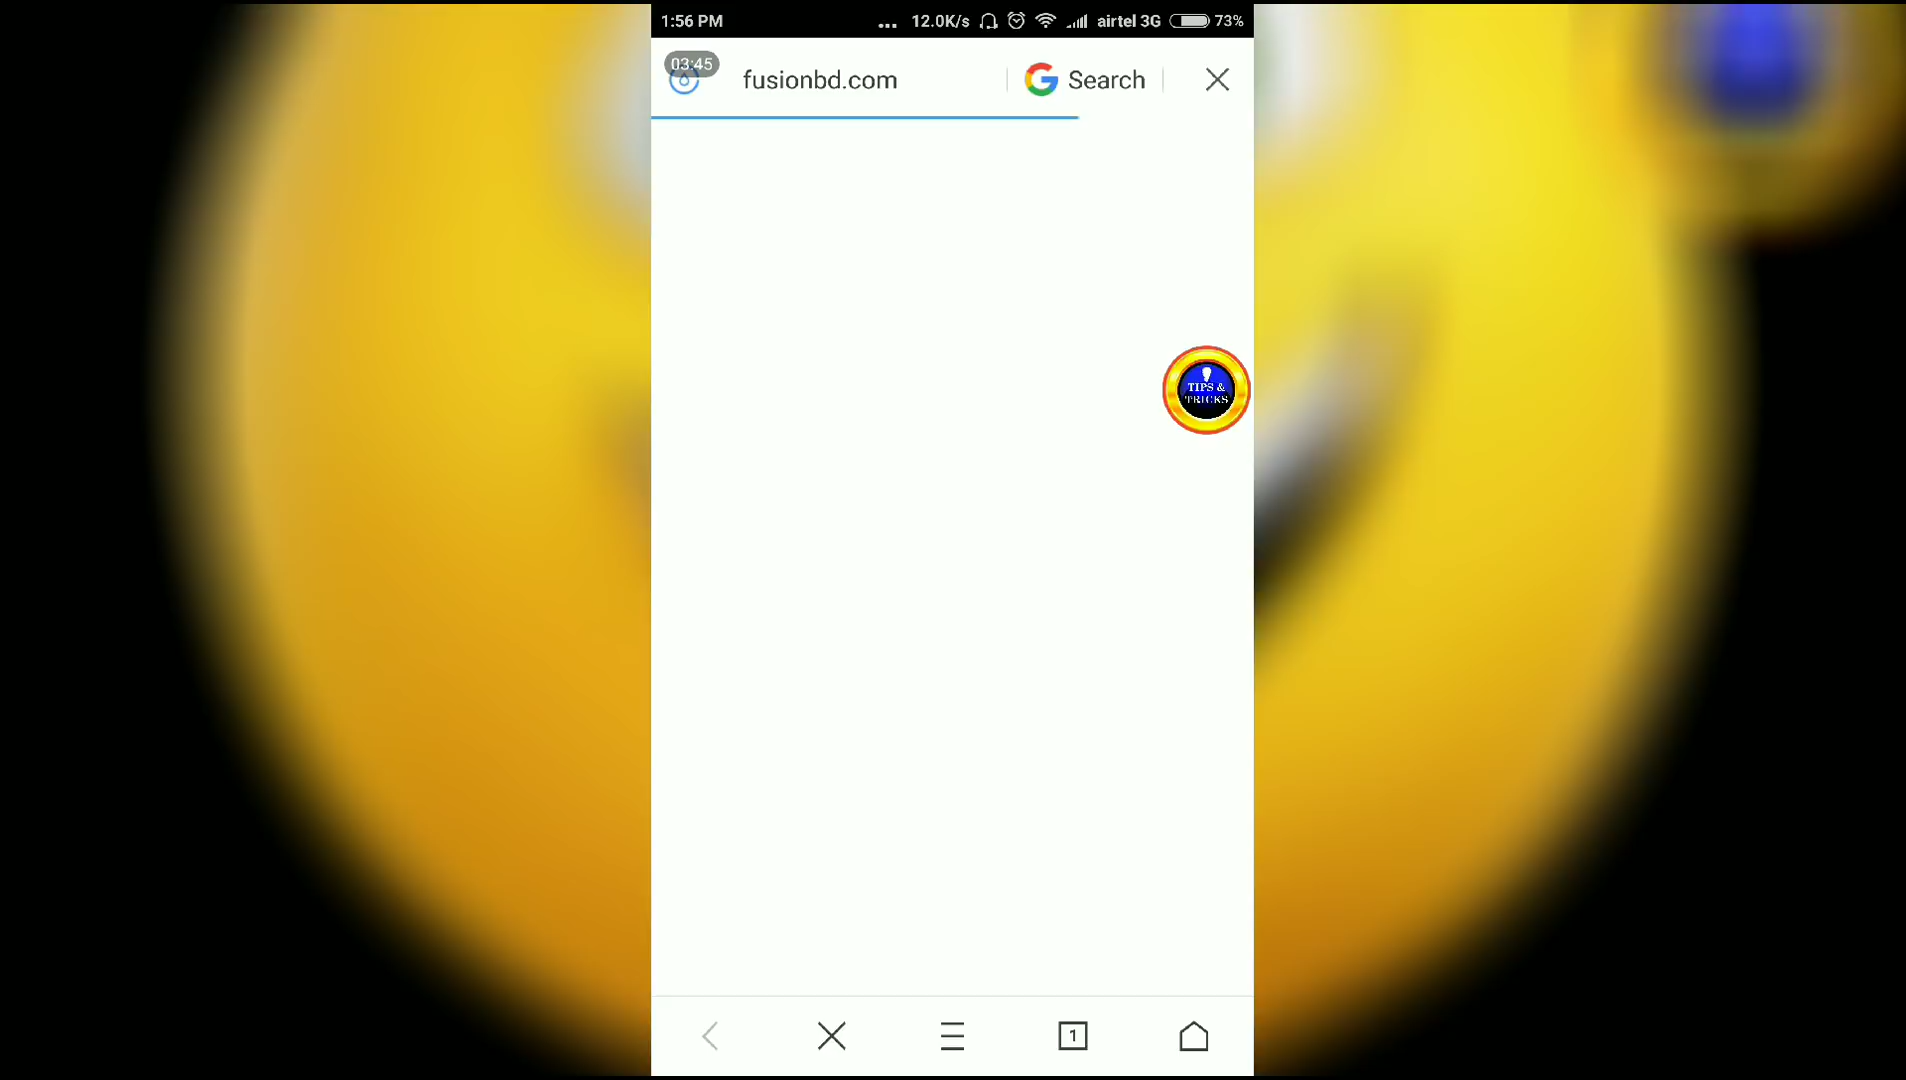 1:56 PM ... 12.0K/s airtel 3G 73%
03:45
fusionbd.com Search
TIPS &
TRICKS
1